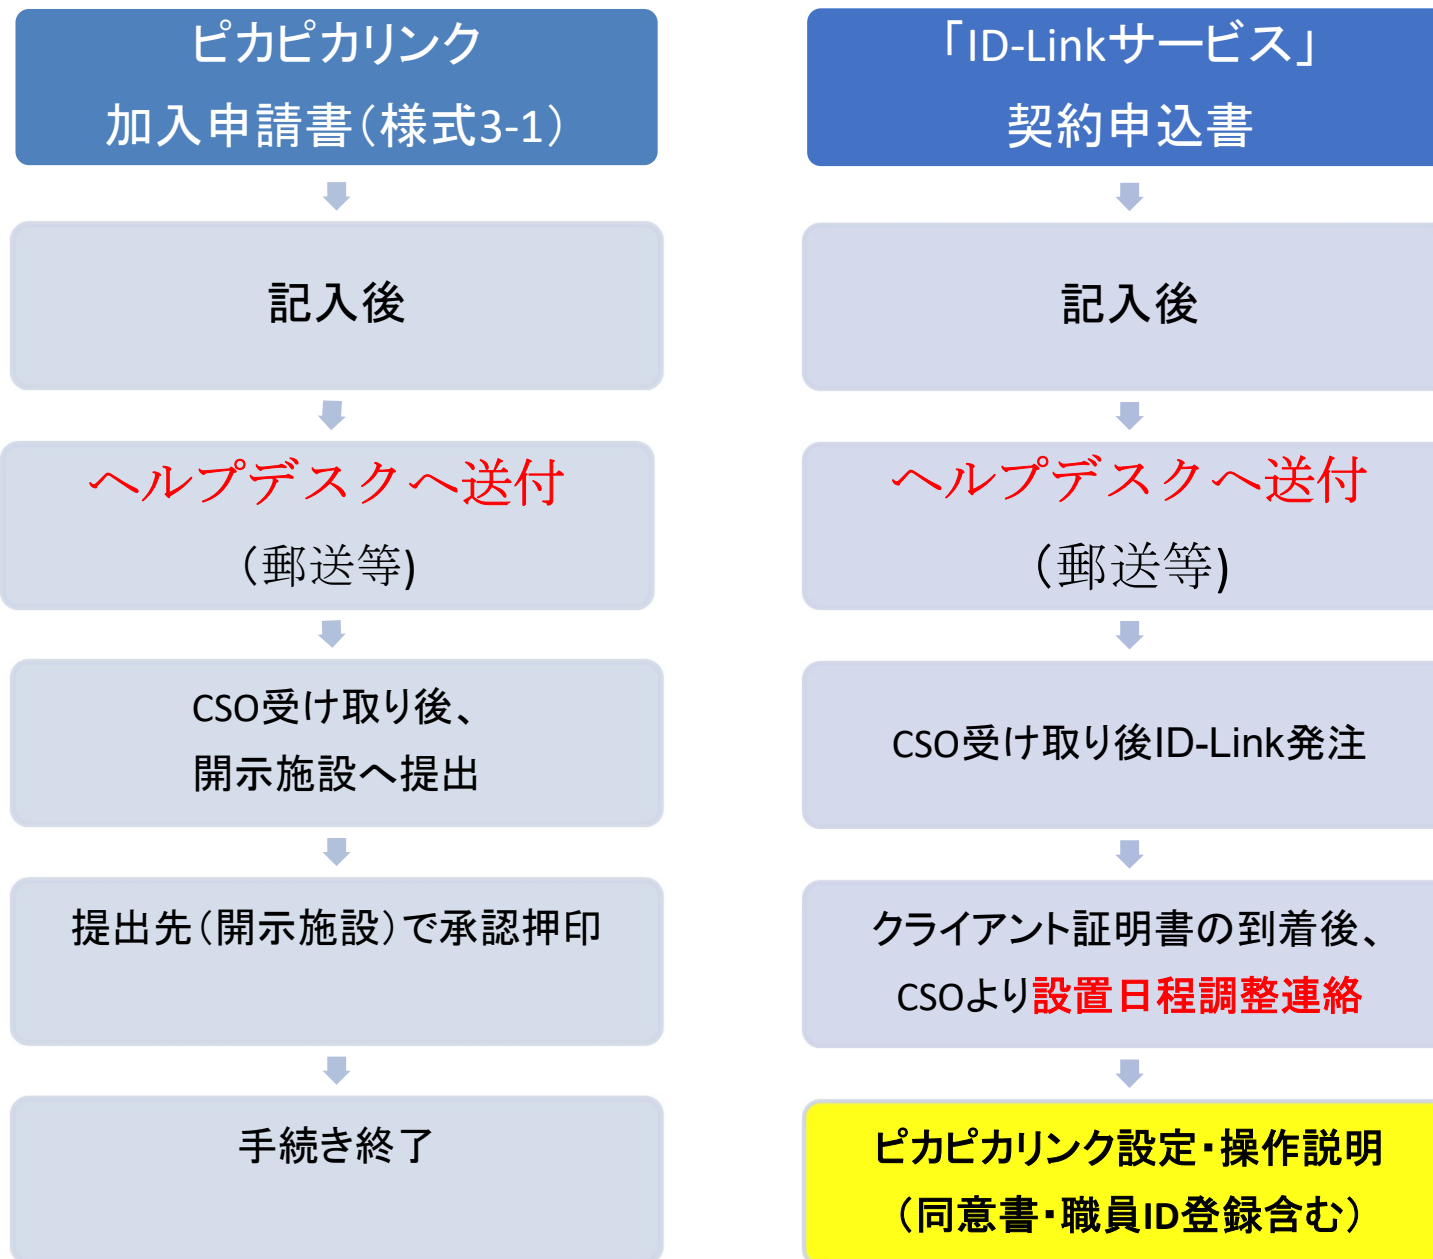 ピカピカリンク
加入申請書（様式3-1）
記入後
ヘルプデスクへ送付
（郵送等)
CSO受け取り後、
開示施設へ提出
提出先（開示施設）で承認押印
手続き終了
「ID-Linkサービス」
契約申込書
記入後
ヘルプデスクへ送付
（郵送等)
CSO受け取り後ID-Link発注
クライアント証明書の到着後、
CSOより設置日程調整連絡
ピカピカリンク設定・操作説明
（同意書・職員ID登録含む）